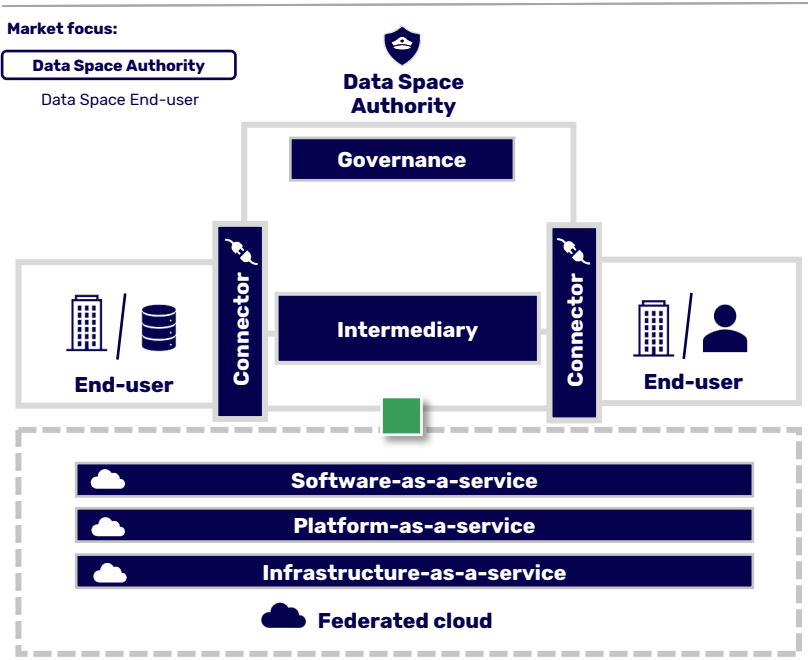 Market focus:
Data Space Authority
Data Space End-user
Data Space
Authority
Governance
Connector
Connector
Intermediary
End-user
End-user
Software-as-a-service
Platform-as-a-service
Infrastructure-as-a-service
Federated cloud